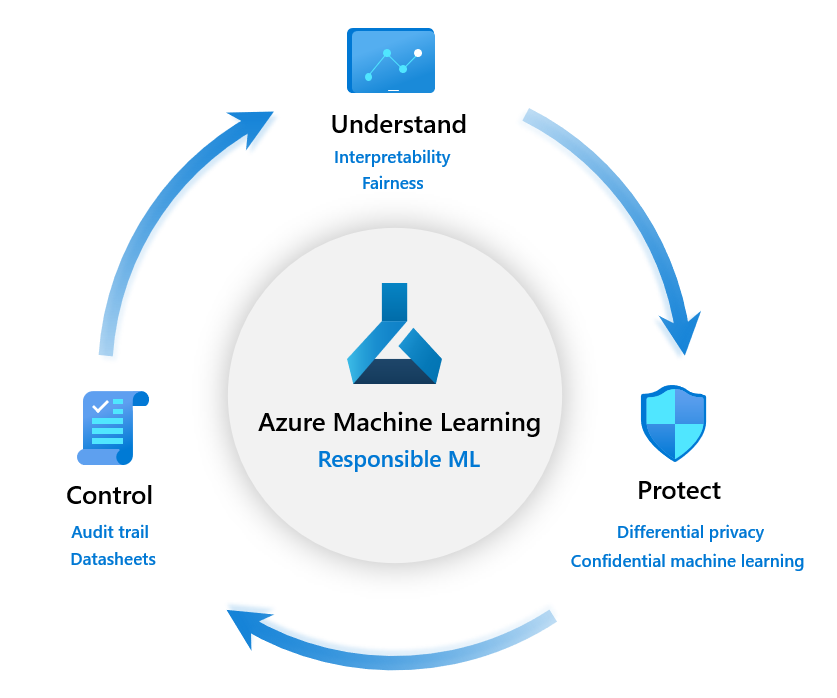 Understand
Interpretability
Fairness
Azure Machine Learning
Responsible ML
Protect
Differential privacy
Confidential machine learning
Control
Audit trail
Datasheets